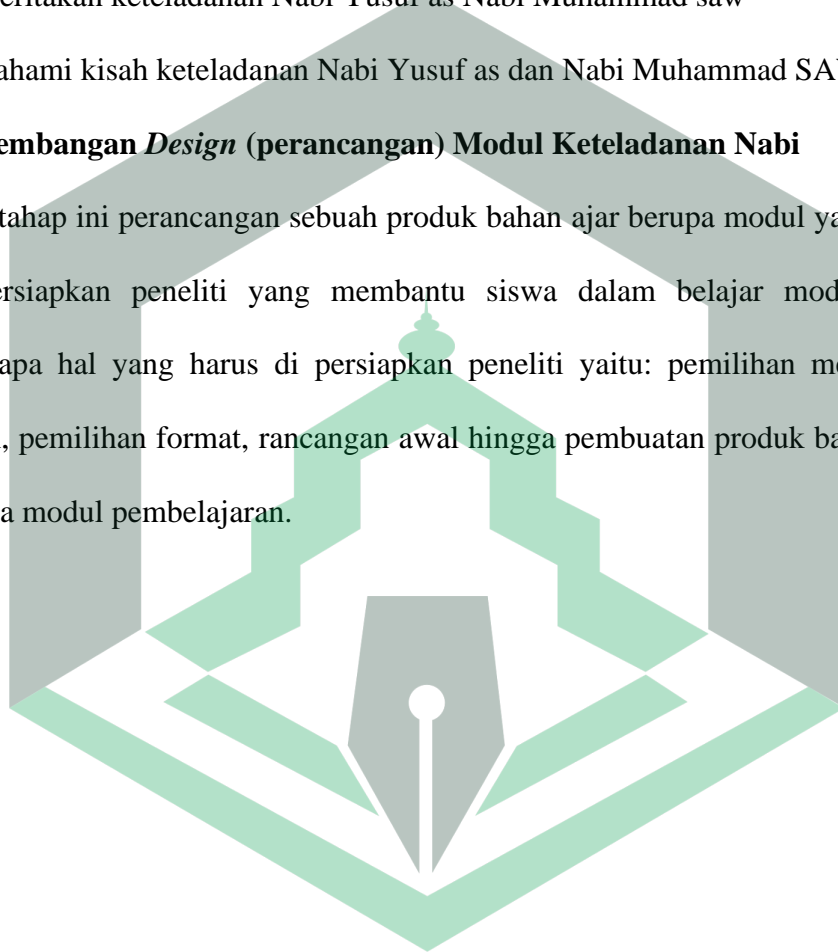 eritakan keteladanan Nabi Yusuf as Nabi Muhammad saw
ahami kisah keteladanan Nabi Yusuf as dan Nabi Muhammad SA
embangan Design (perancangan) Modul Keteladanan Nabi
tahap ini perancangan sebuah produk bahan ajar berupa modul ya
ersiapkan peneliti yang membantu siswa dalam belajar mod
apa hal yang harus di persiapkan peneliti yaitu: pemilihan me
, pemilihan format, rancangan awal hingga pembuatan produk ba
a modul pembelajaran.